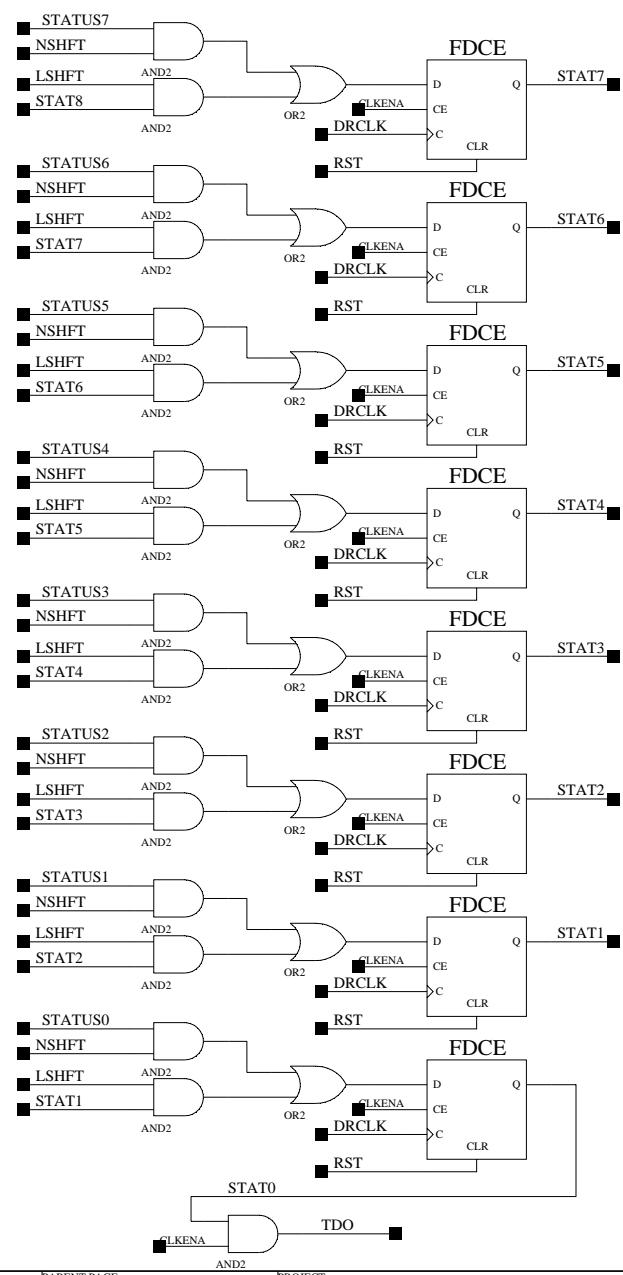 STATUS7
FDCE
NSHFT
AND2
LSHFT
D Q STAT7
STAT8
OR2
CLKENA CE
AND2
DRCLK C
CLR
RST
STATUS6
FDCE
NSHFT
AND2
LSHFT
D Q STAT6
STAT7
OR2
CLKENA CE
AND2
DRCLK C
CLR
RST
STATUS5
FDCE
NSHFT
AND2
LSHFT
D Q STAT5
STAT6
OR2
CLKENA CE
AND2
DRCLK C
CLR
RST
STATUS4
FDCE
NSHFT
AND2
LSHFT
D Q STAT4
STAT5
OR2
CLKENA CE
AND2
DRCLK C
CLR
RST
STATUS3
FDCE
NSHFT
AND2
LSHFT
D Q STAT3
STAT4
OR2
CLKENA CE
AND2
DRCLK C
CLR
RST
STATUS2
FDCE
NSHFT
AND2
LSHFT
D Q STAT2
STAT3
OR2
CLKENA CE
AND2
DRCLK C
CLR
RST
STATUS1
FDCE
NSHFT
AND2
LSHFT
D Q STAT1
STAT2
OR2
CLKENA CE
AND2
DRCLK C
CLR
RST
STATUS0
FDCE
NSHFT
AND2
LSHFT
D Q
STAT1
OR2
CLKENA CE
AND2
DRCLK C
CLR
RST
STAT0
TDO
CLKENA
AND2
PARENT PAGE PROJECT